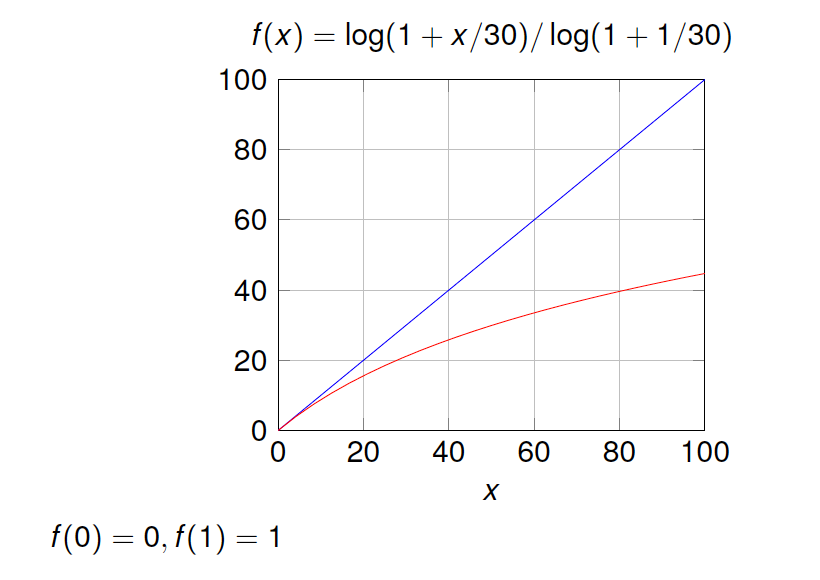 f(x) = log(1 + x/30)/ log(1 + 1/30)
100
80
60
40
20
0
0 20 40 60 80 100
x
f(0) = 0, f(1) = 1